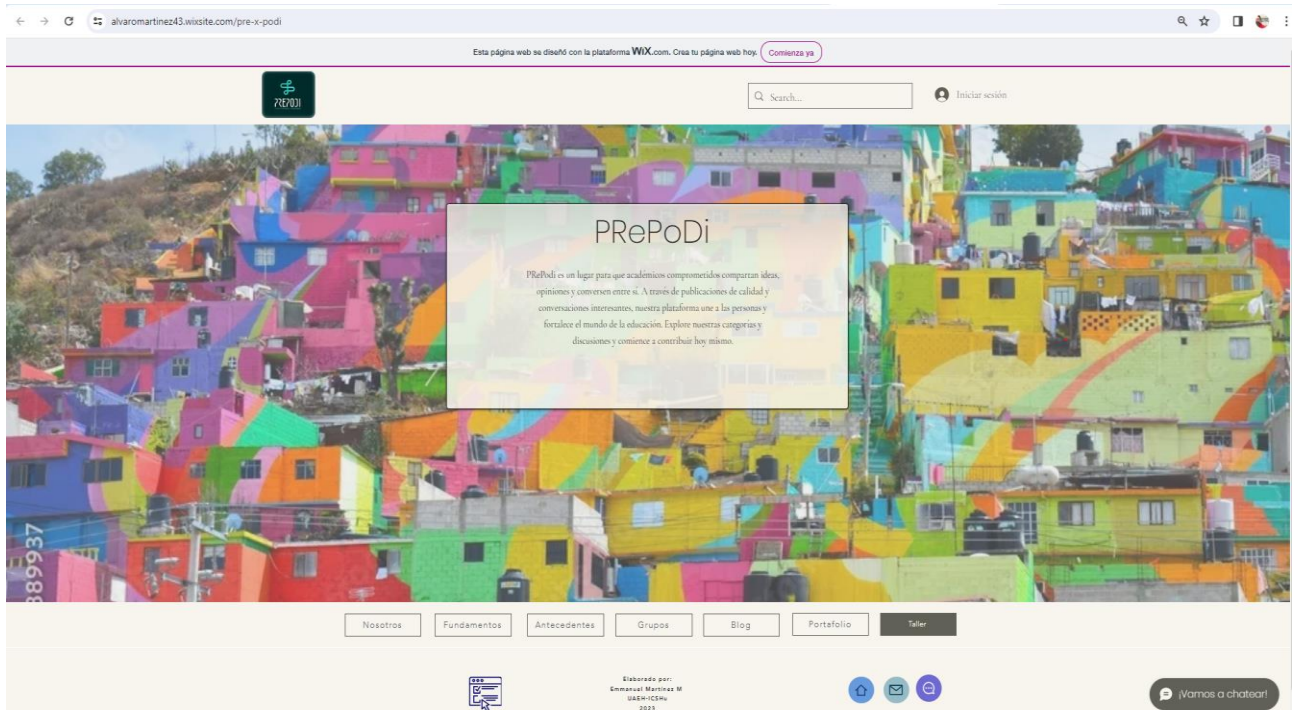 alvaromartinez43.wixsite.com/pre-x-podi
Esta página web se diseñó con la plataforma WiX.com. Crea tu página web hoy. Comienza ya
PREPODI
Search...
Iniciar sesión
PRePoDi
PRePodi es un lugar para que académicos comprometidos compartan ideas,
opiniones y conversen entre sí. A través de publicaciones de calidad y
conversaciones interesantes, nuestra plataforma une a las personas y
fortalece el mundo de la educación. Explore nuestras categorías y
discusiones y comience a contribuir hoy mismo.
889937
Nosotros
Fundamentos
Antecedentes
Grupos
Blog
Portafolio
Taller
Elaborado por:
Emmanuel Martínez M
UAEH-ICSHu
2023
¡Vamos a chatear!